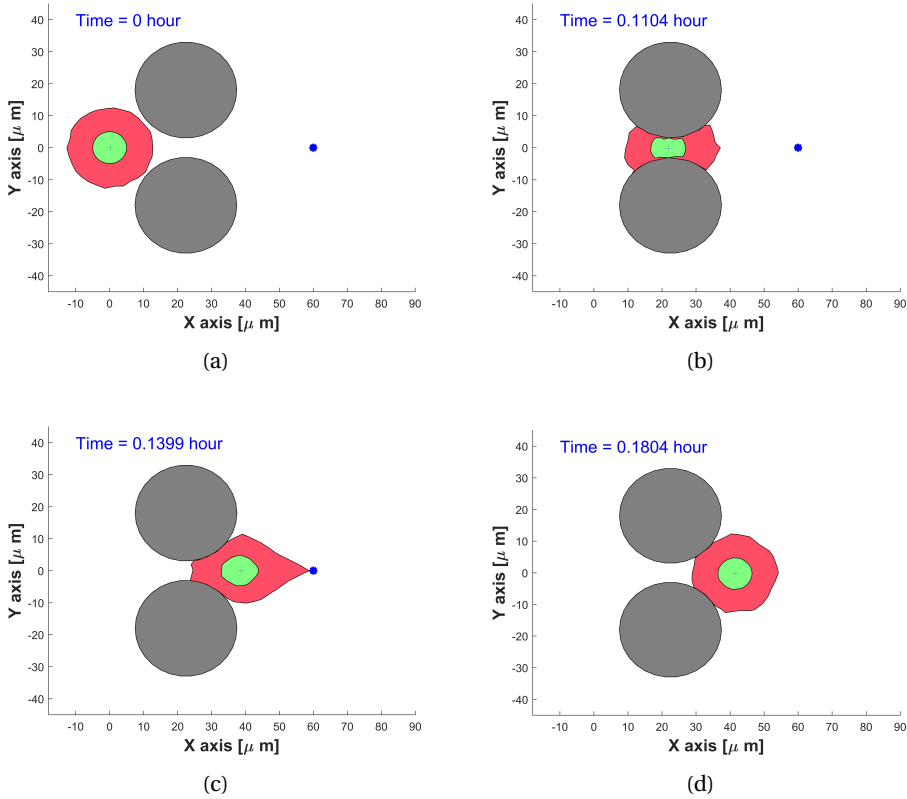 Time = 0 hour
40
30
20
10
0
-10
-20
-30
-40
Y axis [μ m]
-10 0 10 20 30 40 50 60 70 80 90
X axis [μ m]
(a)
Time = 0.1104 hour
40
30
20
10
0
-10
-20
-30
-40
Y axis [μ m]
-10 0 10 20 30 40 50 60 70 80 90
X axis [μ m]
(b)
Time = 0.1399 hour
40
30
20
10
0
-10
-20
-30
-40
Y axis [μ m]
-10 0 10 20 30 40 50 60 70 80 90
X axis [μ m]
(c)
Time = 0.1804 hour
40
30
20
10
0
-10
-20
-30
-40
Y axis [μ m]
-10 0 10 20 30 40 50 60 70 80 90
X axis [μ m]
(d)